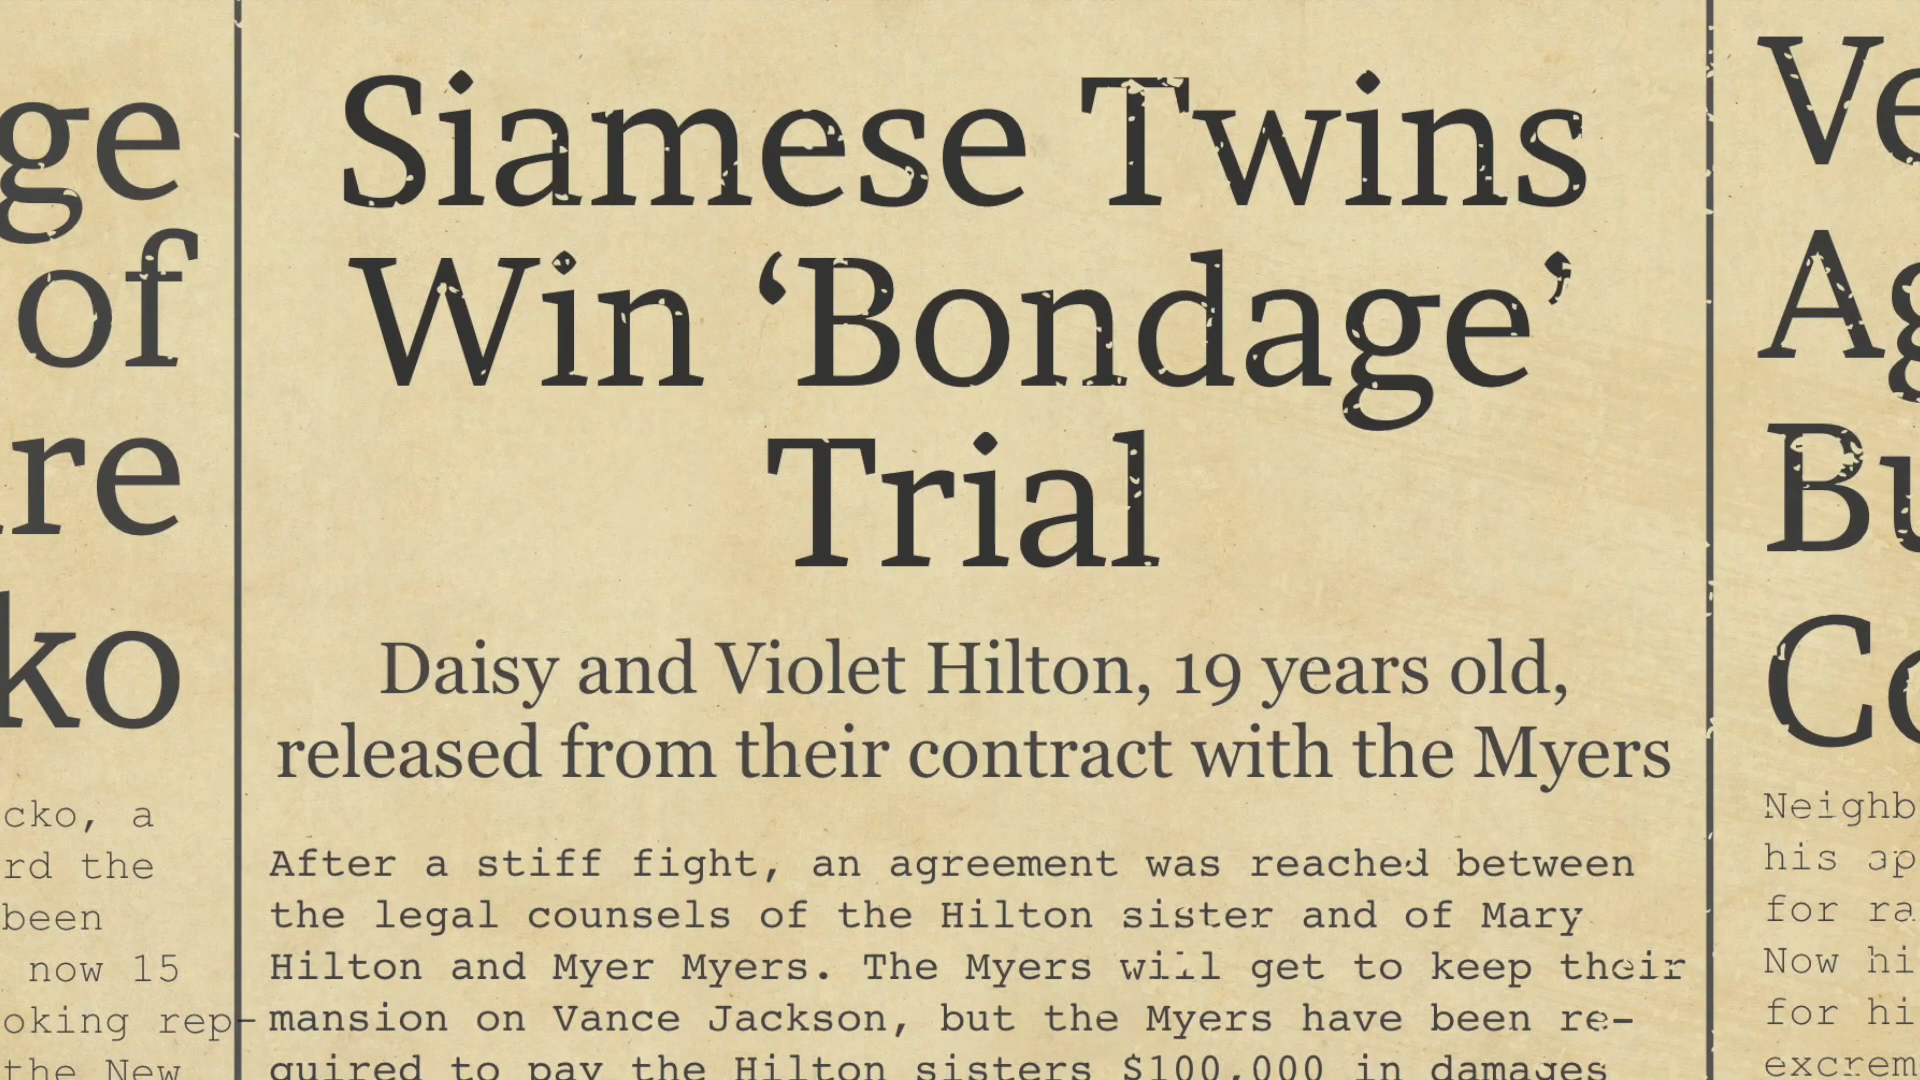 ge
of
re
ko
cko, a
rd the
been
now 15
oking rep-
the New
Siamese Twins
Win ‘Bondage’
Trial
Daisy and Violet Hilton, 19 years old,
released from their contract with the Myers
After a stiff fight, an agreement was reached between
the legal counsels of the Hilton sister and of Mary
Hilton and Myer Myers. The Myers will get to keep their
mansion on Vance Jackson, but the Myers have been re-
quired to pay the Hilton sisters $100,000 in damages
Ve
Ag
Bu
Co
Neighb
his ap
for ra
Now hi
for hi
excrem